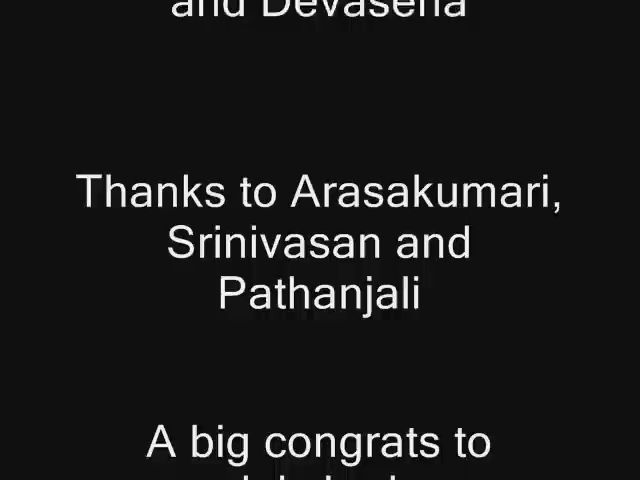 and Devasena
Thanks to Arasakumari,
Srinivasan and
Pathanjali
A big congrats to